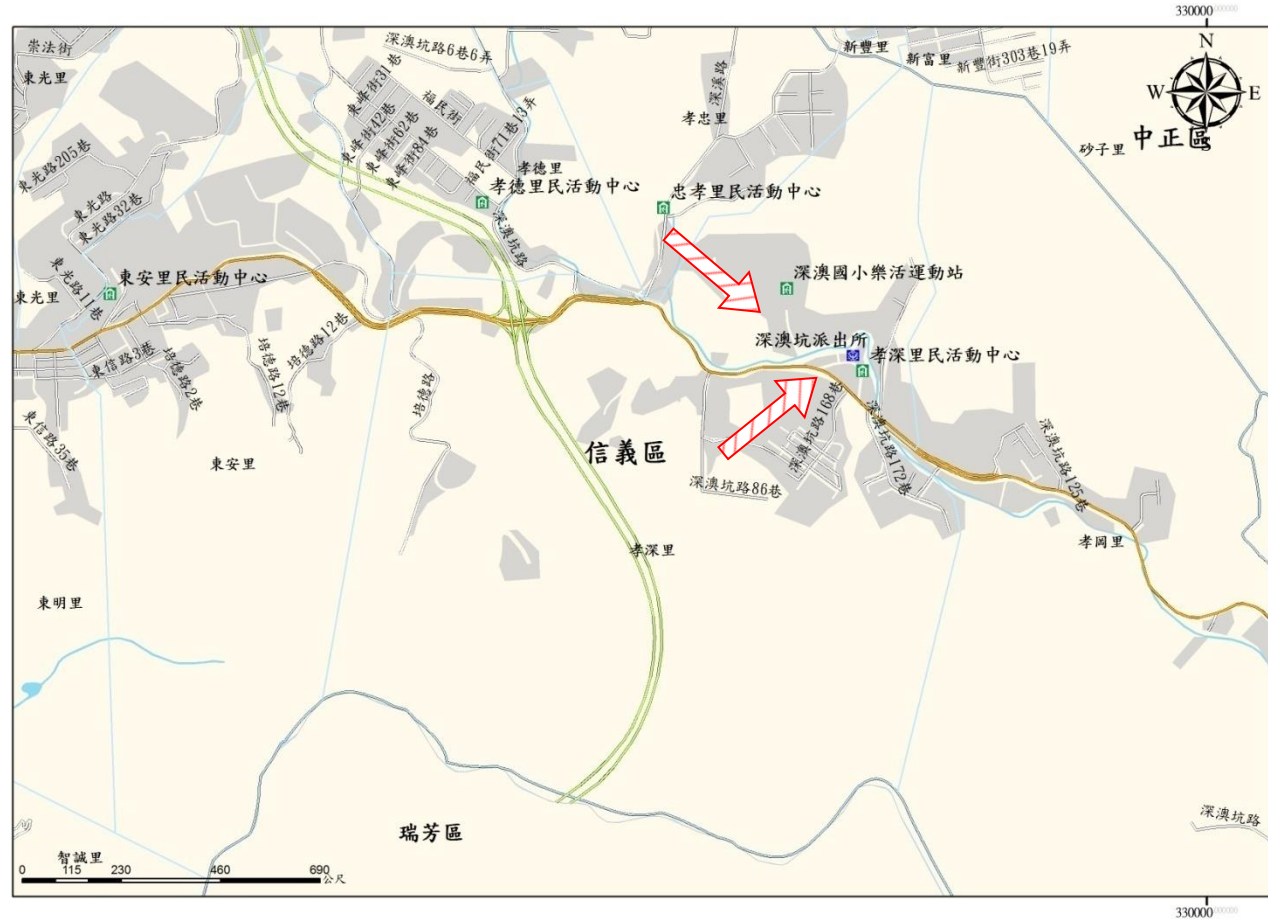 330000
N
W
E
S
中正區
崇法街
東光里
深澳坑路6巷6弄
新豐里
新富里
新豐街303巷19弄
東峰街31巷
福民街
深溪路
東峰街42巷
東峰街62巷
東峰街84巷
福民街71巷13弄
孝忠里
砂子里
東光路205巷
孝德里
孝德里民活動中心
忠孝里民活動中心
東光路
東光路32巷
深澳坑路
東光路11巷
東安里民活動中心
深澳國小樂活運動站
東光里
培德路12巷
深澳坑派出所
孝深里民活動中心
東信路3巷
培德路2巷
培德路12巷
培德路
深澳坑路168巷
深澳坑路172巷
深澳坑路125巷
東信路35巷
東安里
信義區
深澳坑路86巷
孝深里
孝岡里
東明里
瑞芳區
深澳坑路
智誠里
0 115 230 460 690
公尺
330000